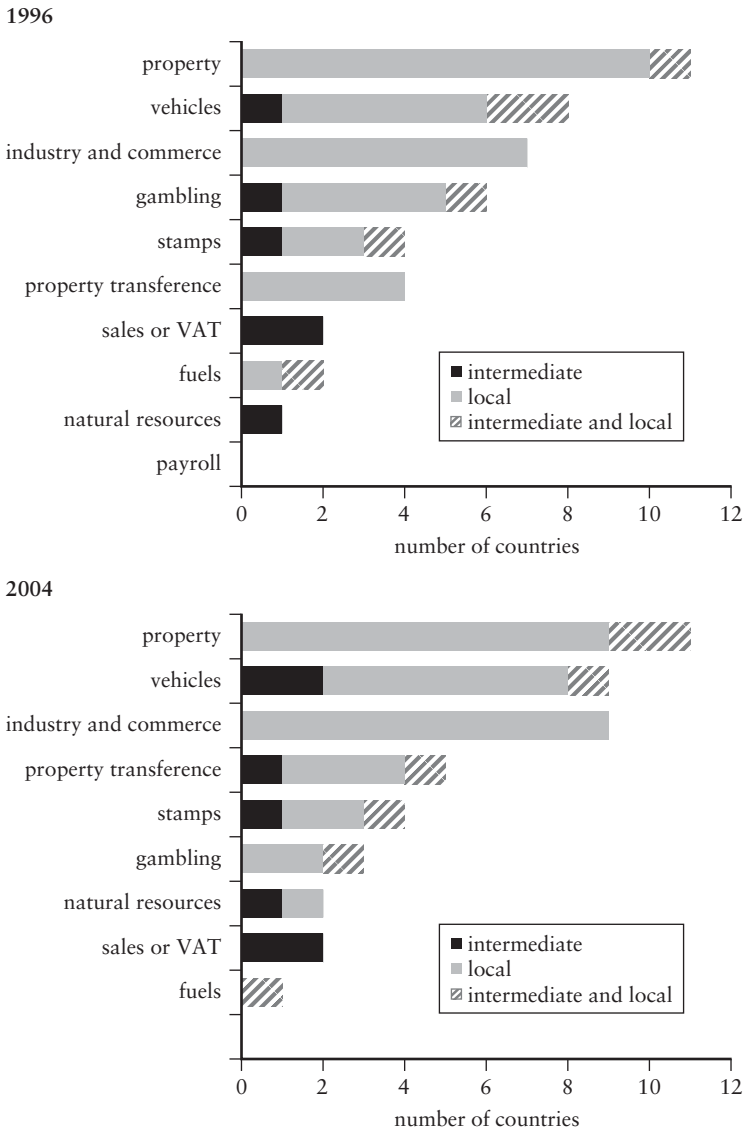 1996
property
vehicles
industry and commerce
gambling
stamps
property transference
sales or VAT
fuels
natural resources
payroll
intermediate
local
intermediate and local
0 2 4 6 8 10 12
number of countries
2004
property
vehicles
industry and commerce
property transference
stamps
gambling
natural resources
sales or VAT
fuels
intermediate
local
intermediate and local
0 2 4 6 8 10 12
number of countries